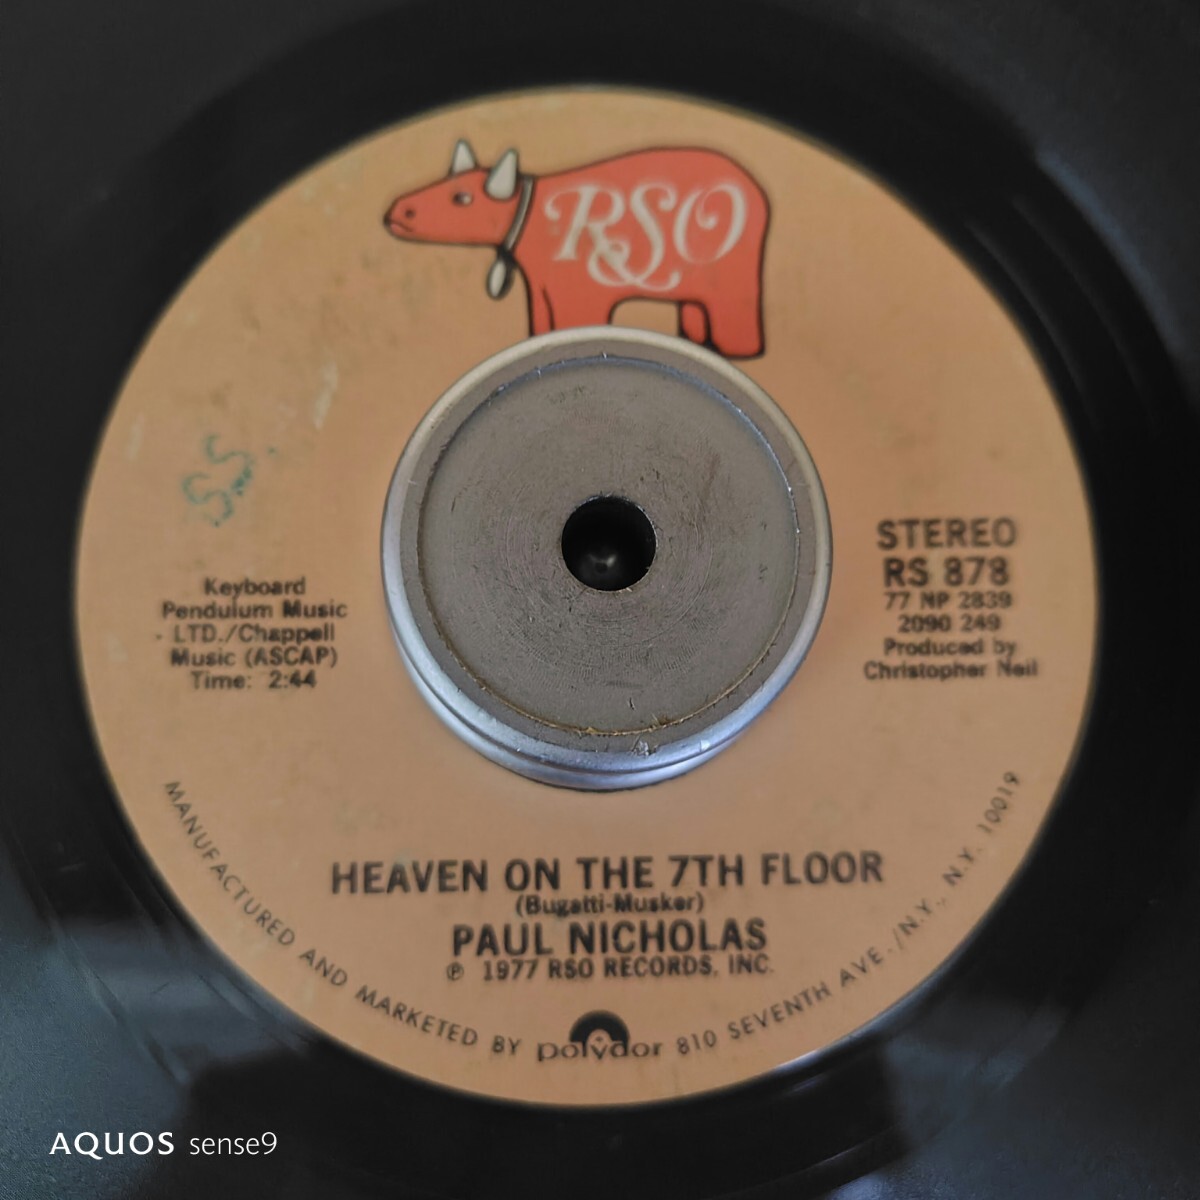 RSO
SS
Keyboard
Pendulum Music
LTD./Chappell
Music (ASCAP)
Time: 2:44
STEREO
RS 878
77 NP 2839
2090 249
Produced by
Christopher Neil
HEAVEN ON THE 7TH FLOOR
(Bugatti-Musker)
PAUL NICHOLAS
℗ 1977 RSO RECORDS, INC.
MANUFACTURED AND MARKETED BY polydor 810 SEVENTH AVE./N.Y., N.Y. 10019
AQUOS sense9